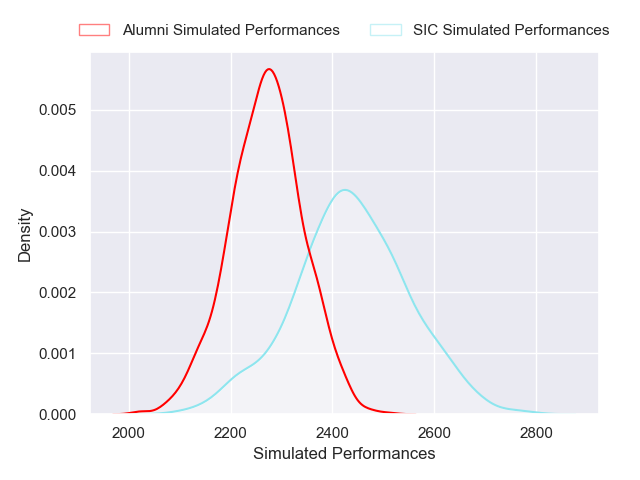 Alumni Simulated Performances SIC Simulated Performances
0.005
0.004
0.003
0.002
0.001
0.000
Density
2000 2200 2400 2600 2800
Simulated Performances